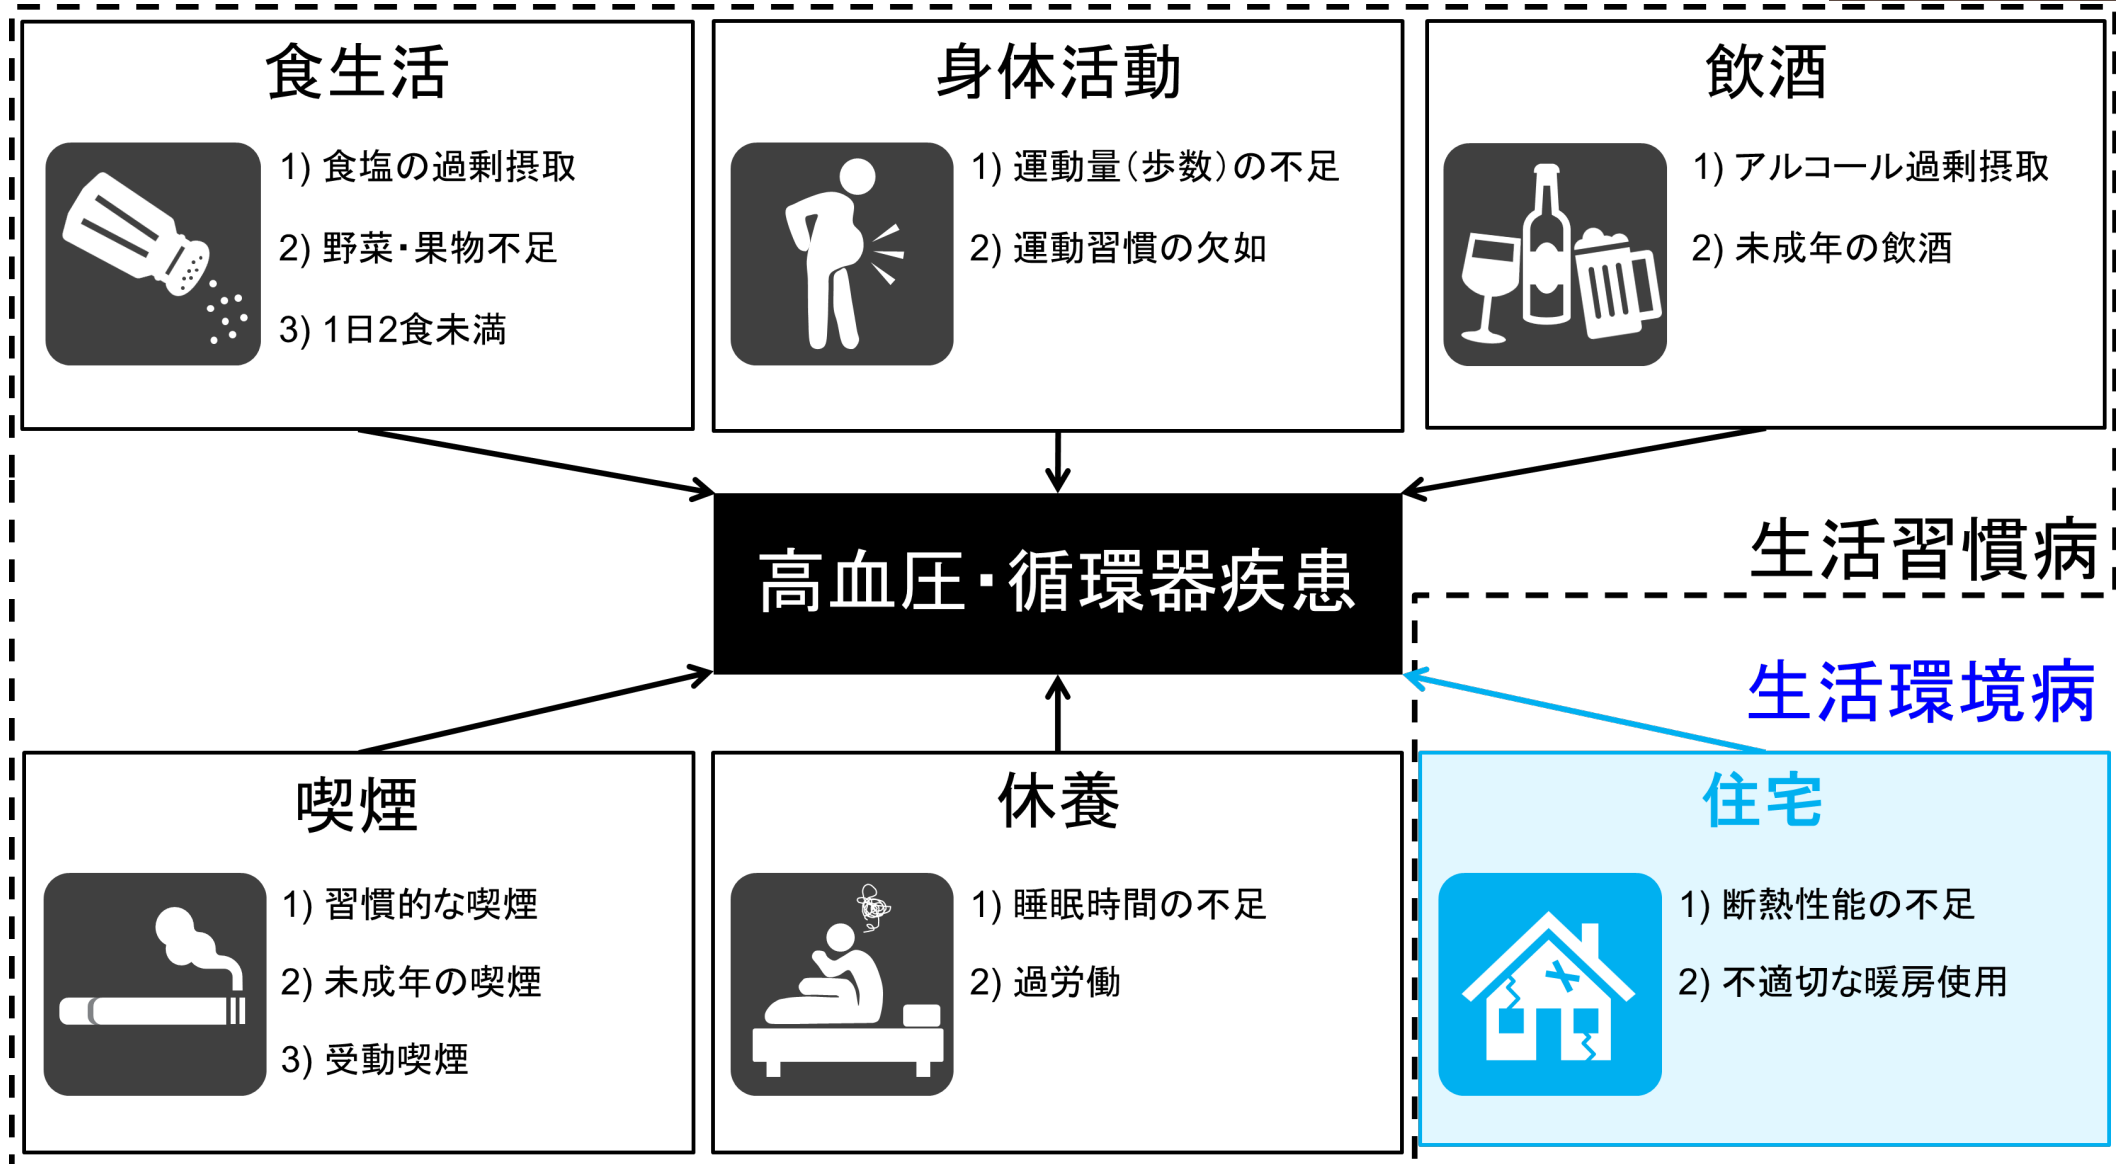 食生活
1) 食塩の過剰摂取
2) 野菜・果物不足
3) 1日2食未満
身体活動
1) 運動量（歩数）の不足
2) 運動習慣の欠如
飲酒
1) アルコール過剰摂取
2) 未成年の飲酒
高血圧・循環器疾患
生活習慣病
生活環境病
喫煙
1) 習慣的な喫煙
2) 未成年の喫煙
3) 受動喫煙
休養
1) 睡眠時間の不足
2) 過労働
住宅
1) 断熱性能の不足
2) 不適切な暖房使用